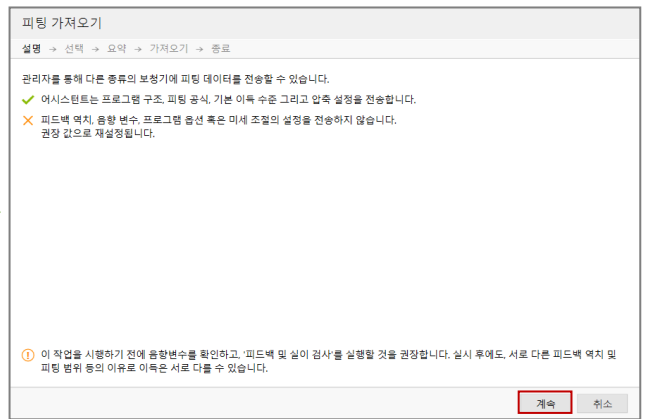 피팅 가져오기
설명 → 선택 → 요약 → 가져오기 → 종료
관리자를 통해 다른 종류의 보청기에 피팅 데이터를 전송할 수 있습니다.
어시스턴트는 프로그램 구조, 피팅 공식, 기본 이득 수준 그리고 압축 설정을 전송합니다.
피드백 역치, 음향 변수, 프로그램 옵션 혹은 미세 조절의 설정을 전송하지 않습니다.
권장 값으로 재설정됩니다.
이 작업을 시행하기 전에 음향변수를 확인하고, '피드백 및 실이 검사'를 실행할 것을 권장합니다. 실시 후에도, 서로 다른 피드백 역치 및
피팅 범위 등의 이유로 이득은 서로 다를 수 있습니다.
계속 취소